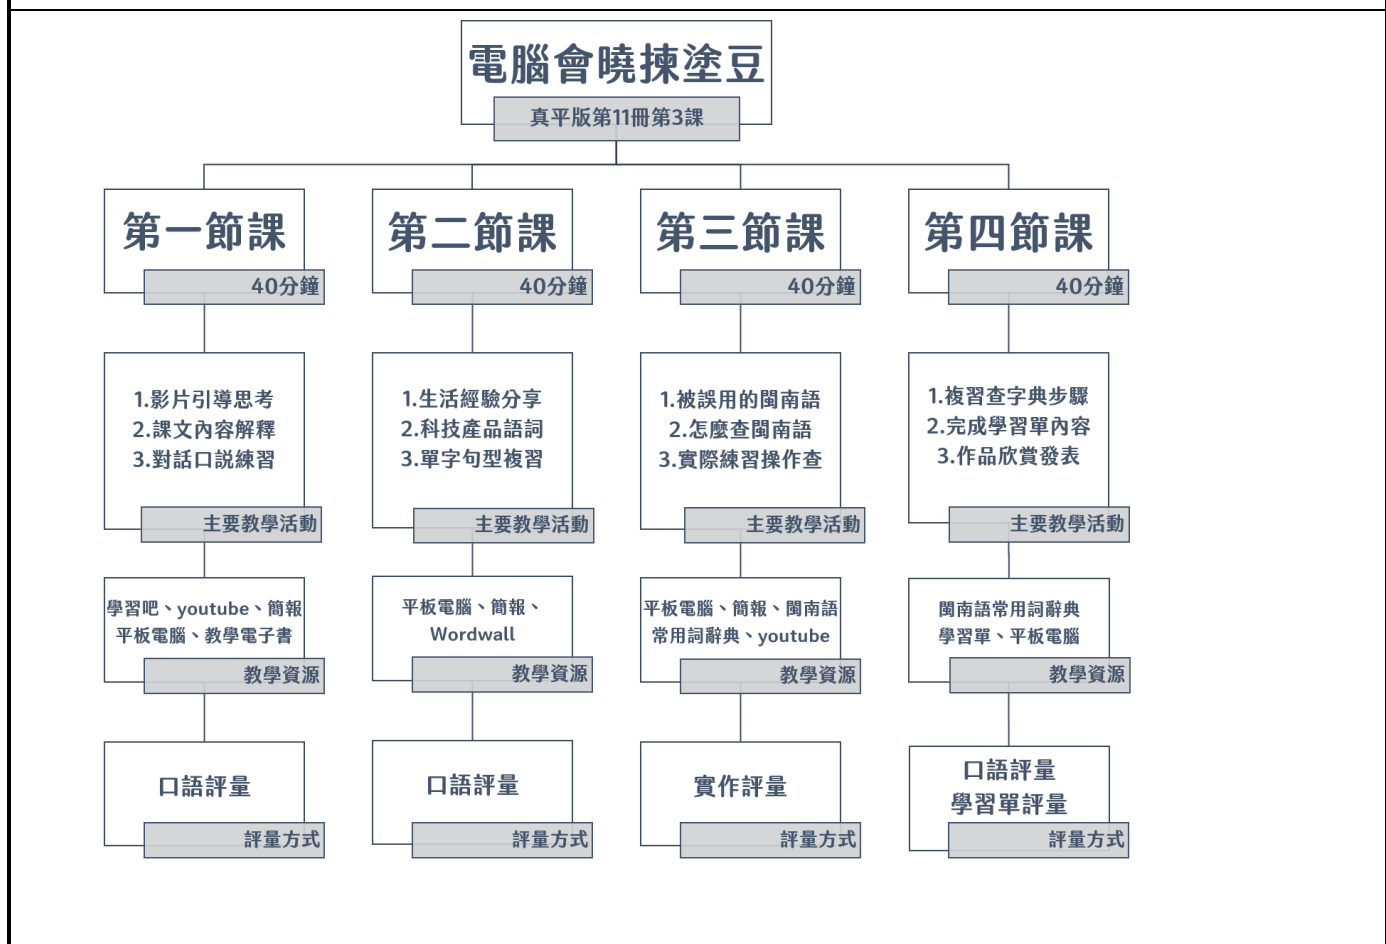 電腦會曉揀塗豆
真平版第11冊第3課
第一節課
40分鐘
1.影片引導思考
2.課文內容解釋
3.對話口說練習
主要教學活動
學習吧、youtube、簡報
平板電腦、教學電子書
教學資源
口語評量
評量方式
第二節課
40分鐘
1.生活經驗分享
2.科技產品語詞
3.單字句型複習
主要教學活動
平板電腦、簡報、
Wordwall
教學資源
口語評量
評量方式
第三節課
40分鐘
1.被誤用的閩南語
2.怎麼查閩南語
3.實際練習操作查
主要教學活動
平板電腦、簡報、閩南語
常用詞辭典、youtube
教學資源
實作評量
評量方式
第四節課
40分鐘
1.複習查字典步驟
2.完成學習單內容
3.作品欣賞發表
主要教學活動
閩南語常用詞辭典
學習單、平板電腦
教學資源
口語評量
學習單評量
評量方式